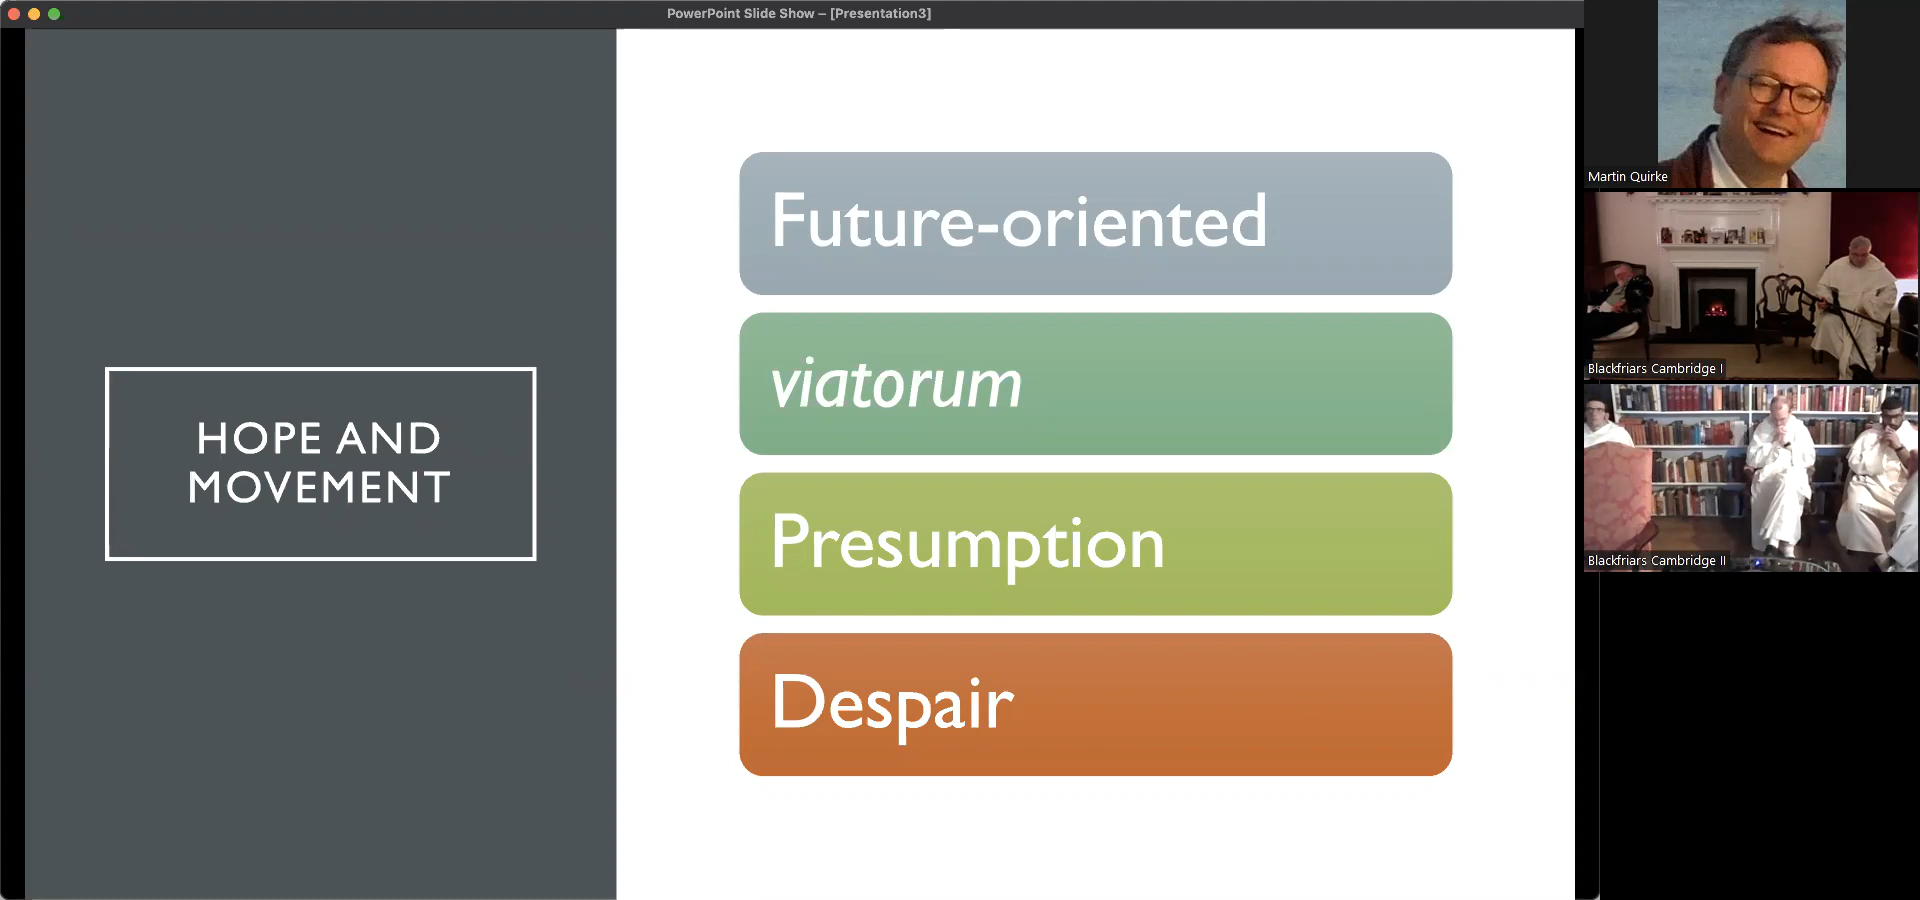 PowerPoint Slide Show – [Presentation3]
HOPE AND
MOVEMENT
Future-oriented
viatorum
Presumption
Despair
Martin Quirke
Blackfriars Cambridge I
Blackfriars Cambridge II